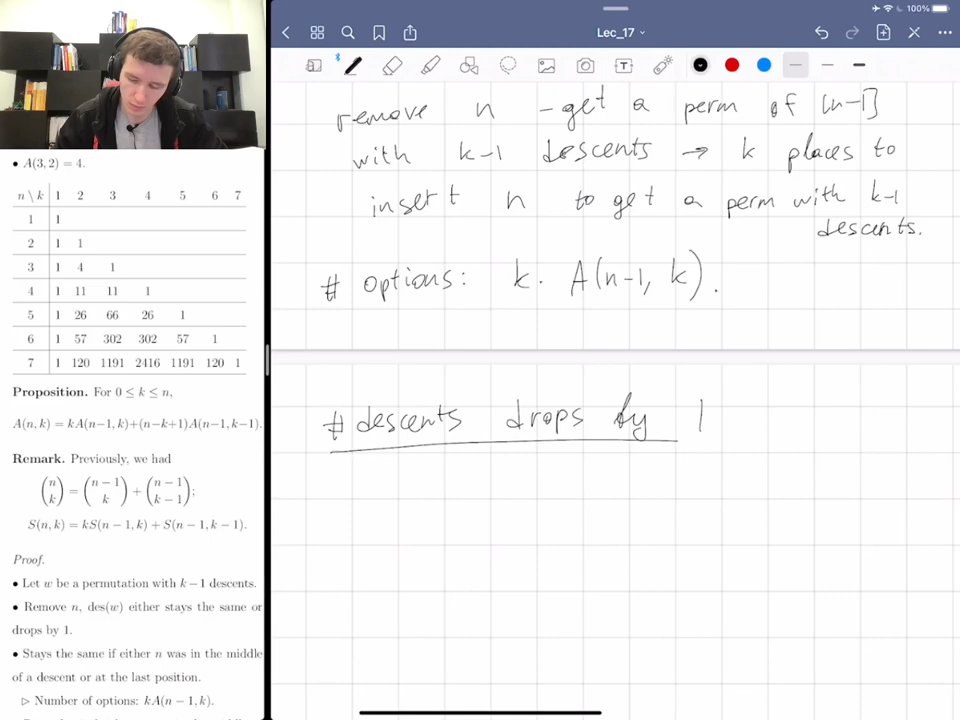 100%
Lec_17
• A(3, 2) = 4.
n \ k 1 2 3 4 5 6 7
1 1
2 1 1
3 1 4 1
4 1 11 11 1
5 1 26 66 26 1
6 1 57 302 302 57 1
7 1 120 1191 2416 1191 120 1
Proposition. For 0 ≤ k ≤ n,
A(n, k) = kA(n−1, k)+(n−k+1)A(n−1, k−1).
Remark. Previously, we had
(n k) = (n − 1 k) + (n − 1 k − 1);
S(n, k) = kS(n − 1, k) + S(n − 1, k − 1).
Proof.
• Let w be a permutation with k − 1 descents.
• Remove n, des(w) either stays the same or
drops by 1.
• Stays the same if either n was in the middle
of a descent or at the last position.
▷ Number of options: kA(n − 1, k).
remove n - get a perm of [n-1]
with k-1 descents → k places to
insert n to get a perm with k-1
descents.
# options: k. A(n-1, k).
# descents drops by 1